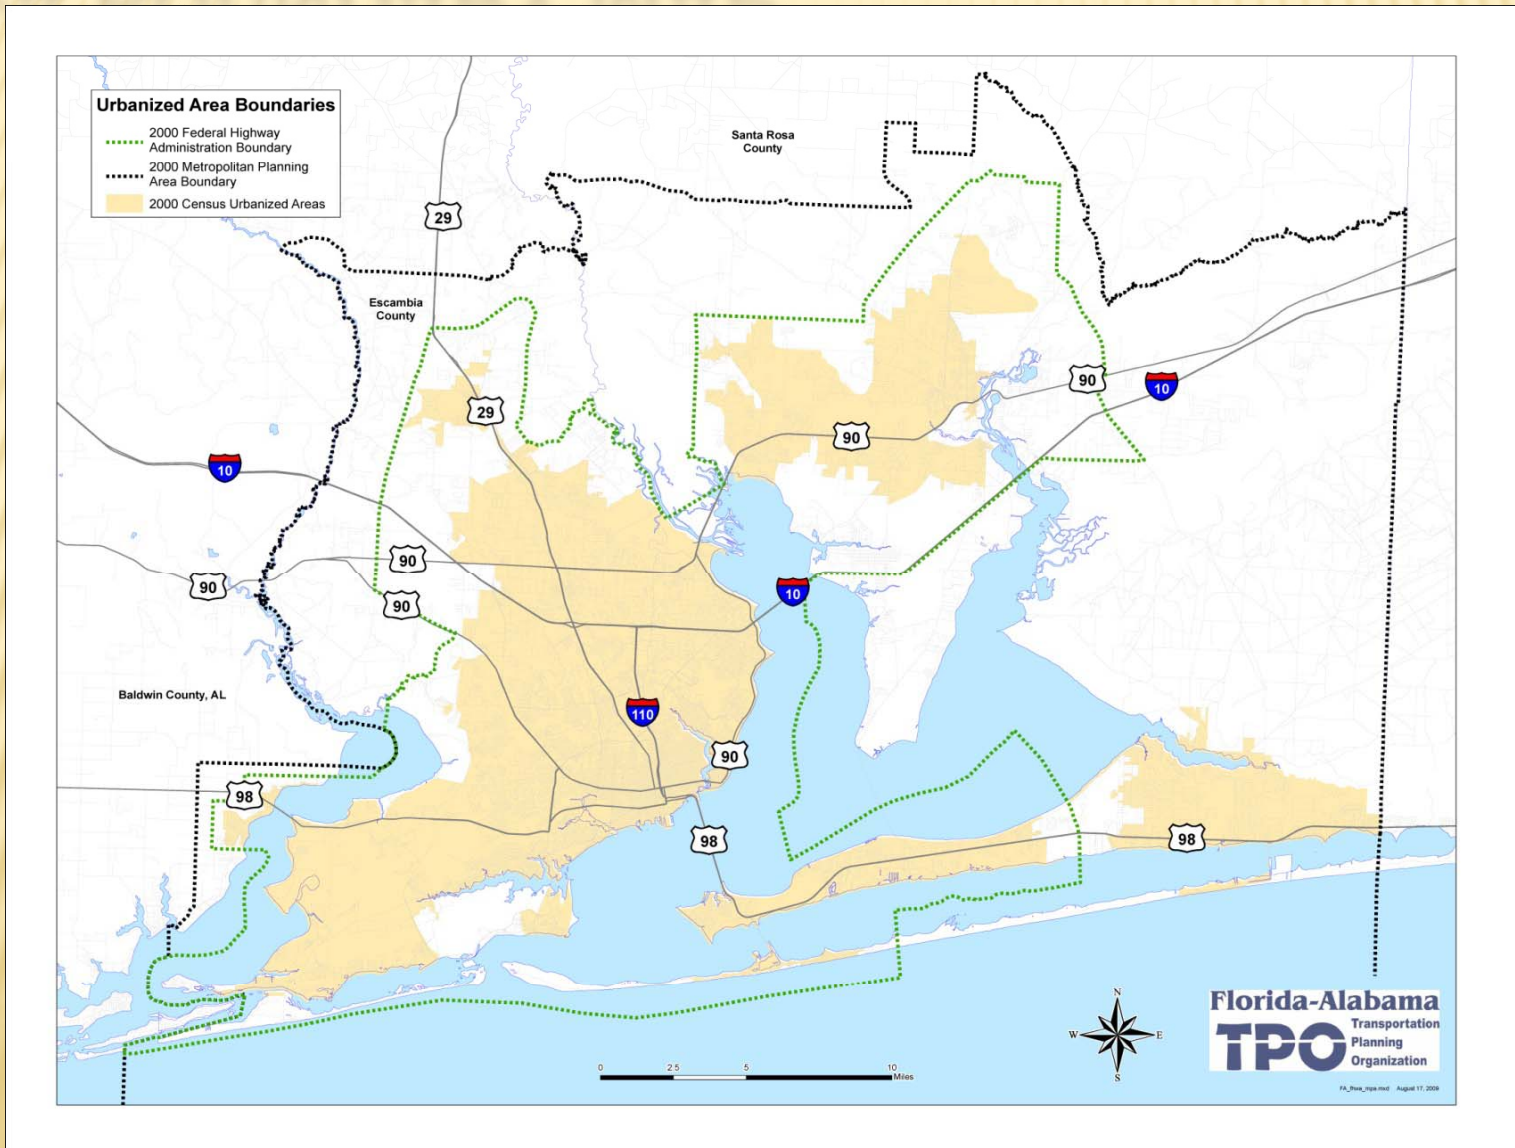 Urbanized Area Boundaries
2000 Federal Highway
Administration Boundary
2000 Metropolitan Planning
Area Boundary
2000 Census Urbanized Areas
Santa Rosa
County
29
Escambia
County
90
10
29
90
10
90
90
10
90
Baldwin County, AL
110
90
98
98
98
N
W
E
S
Florida-Alabama
TPO
Transportation
Planning
Organization
0
2.5
5
10
Miles